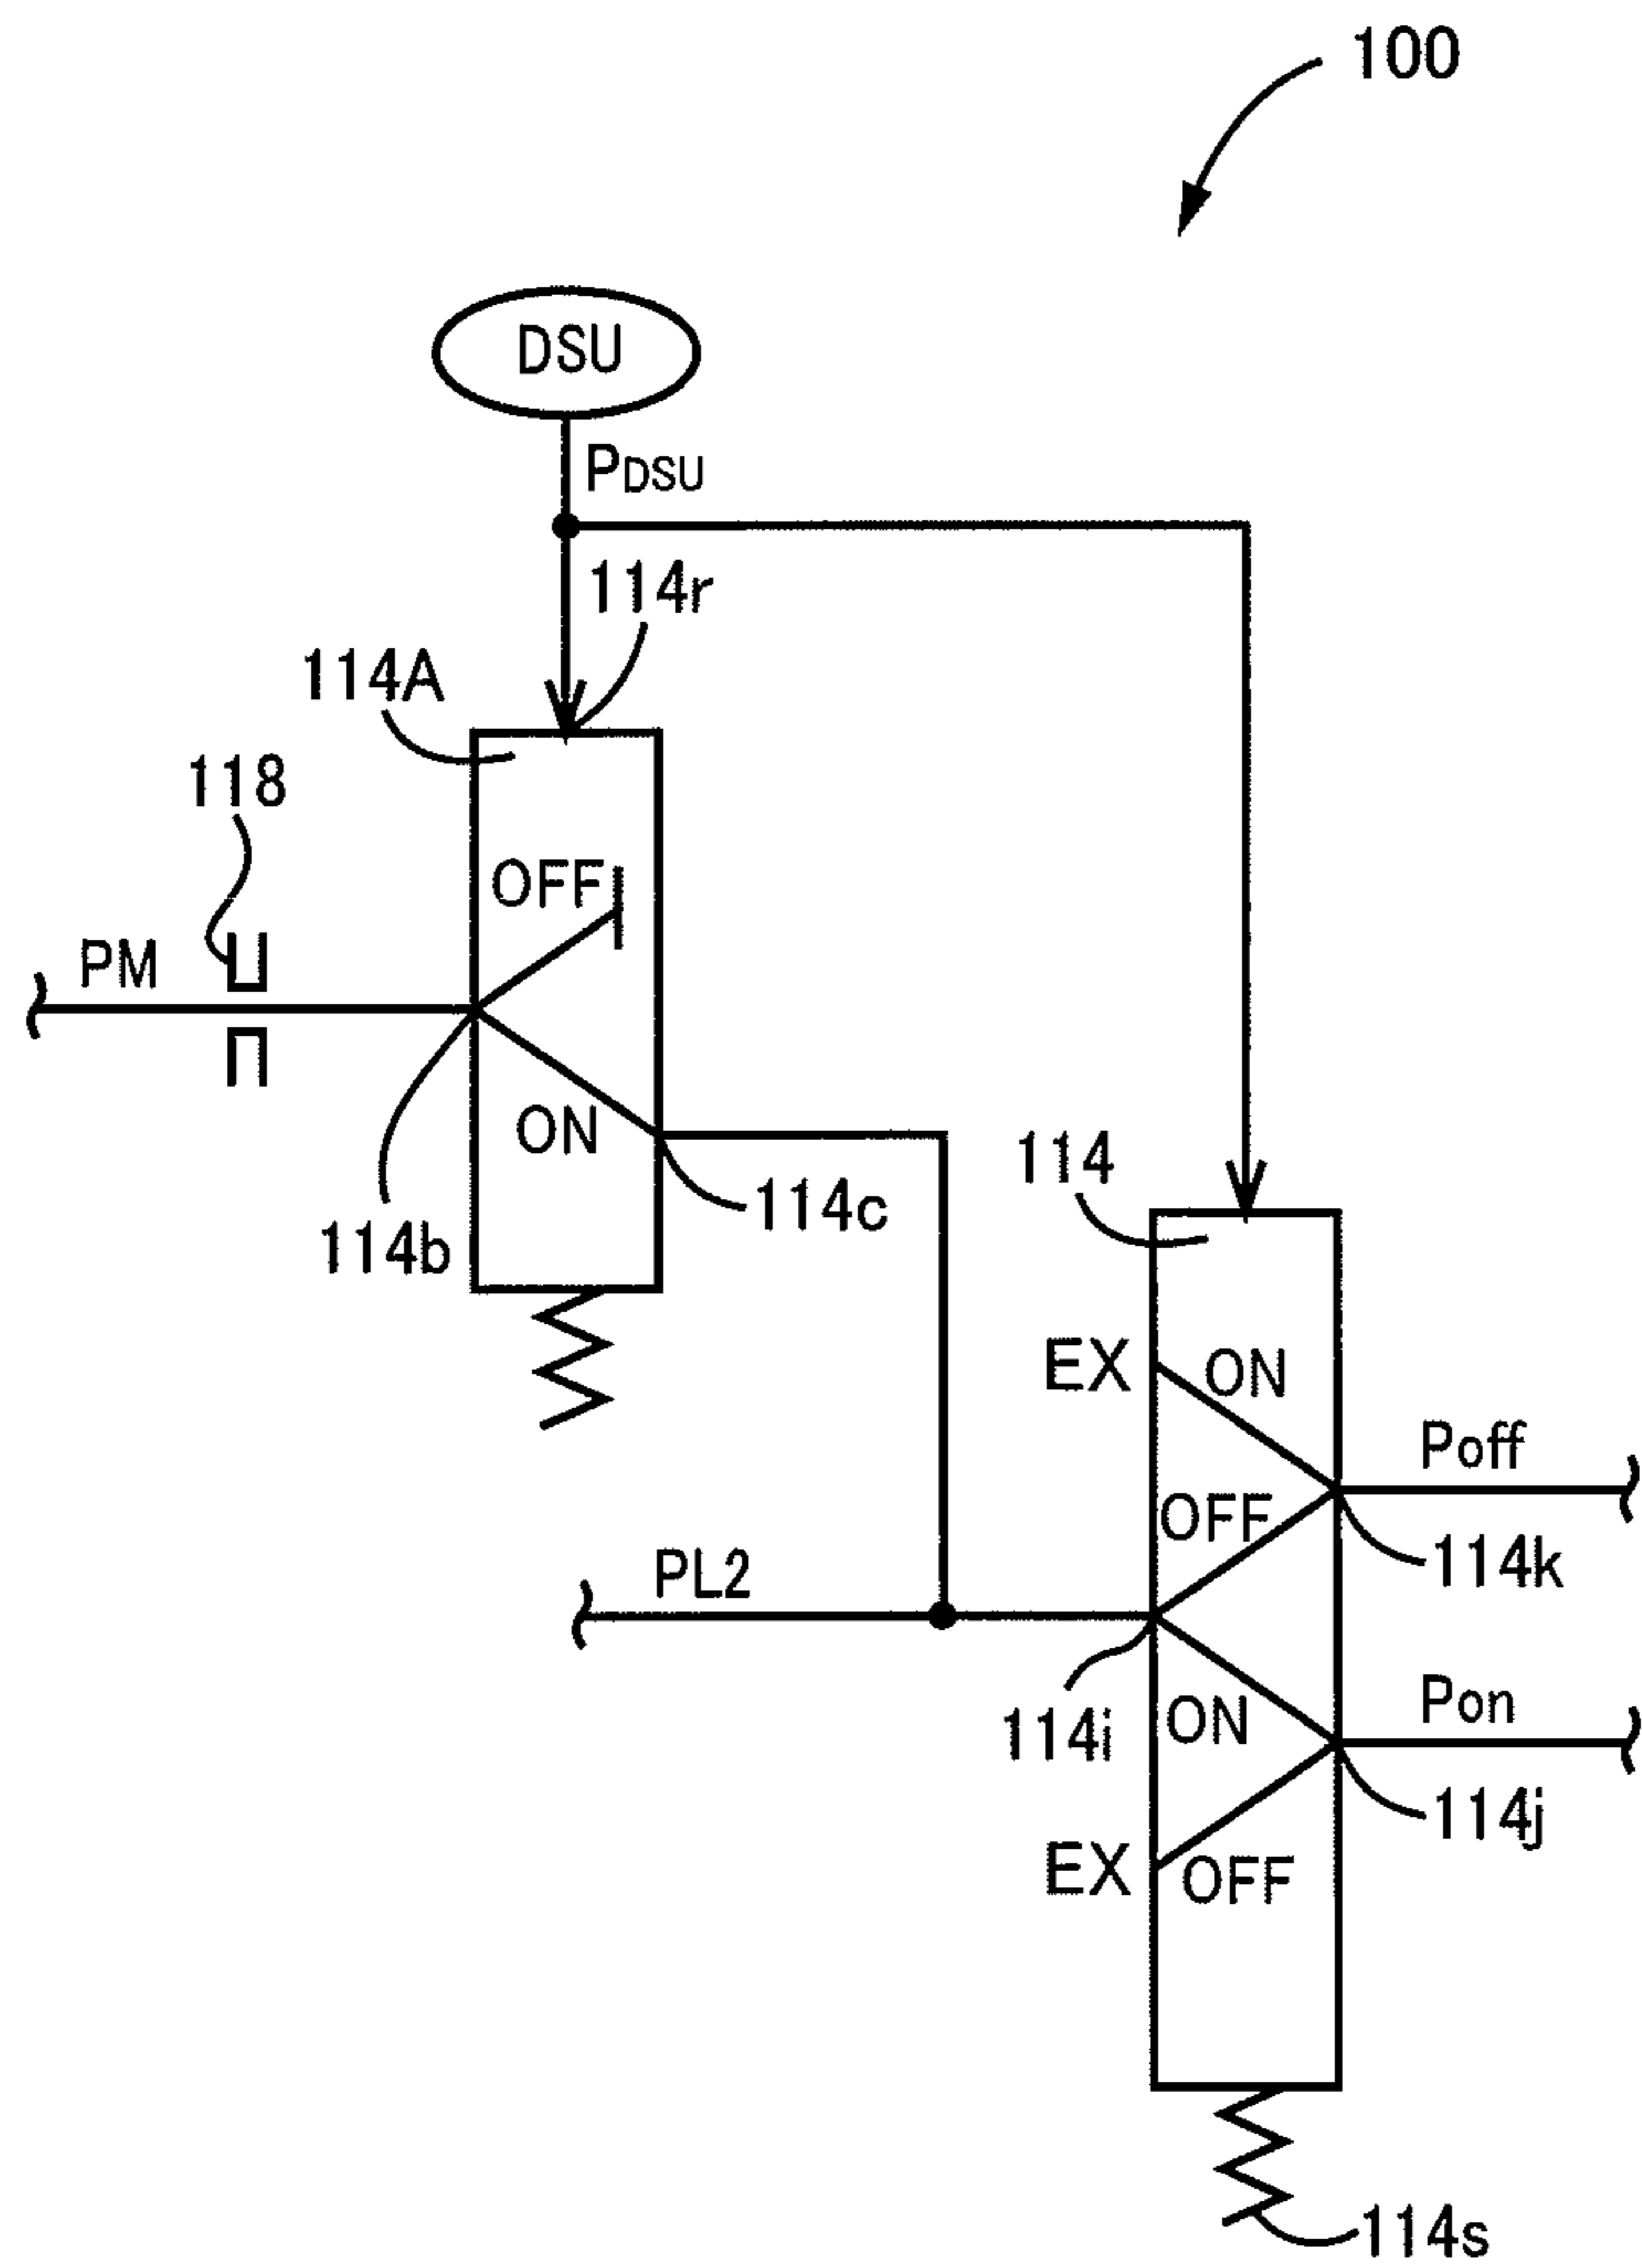 100
DSU
PDSU
114r
114A
118
OFF
PM
ON
114
114c
114b
EX
ON
Poff
OFF
PL2
114k
Pon
ON
114i
114j
EX
OFF
114s